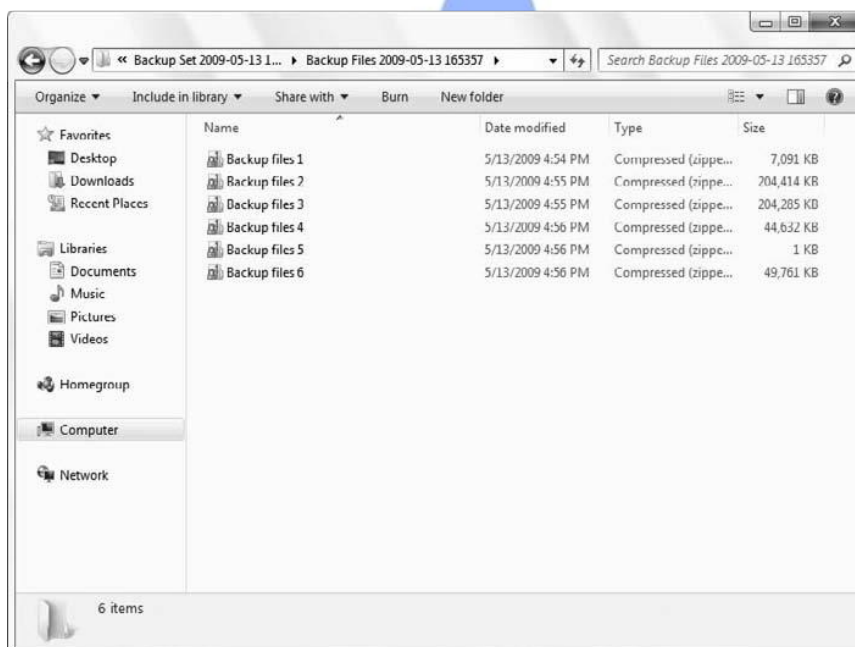 « Backup Set 2009-05-13 1... Backup Files 2009-05-13 165357 Search Backup Files 2009-05-13 165357
Organize Include in library Share with Burn New folder
Name Date modified Type Size
Favorites
Desktop
Downloads
Recent Places
Libraries
Documents
Music
Pictures
Videos
Homegroup
Computer
Network
Backup files 1 5/13/2009 4:54 PM Compressed (zippe... 7,091 KB
Backup files 2 5/13/2009 4:55 PM Compressed (zippe... 204,414 KB
Backup files 3 5/13/2009 4:55 PM Compressed (zippe... 204,285 KB
Backup files 4 5/13/2009 4:56 PM Compressed (zippe... 44,632 KB
Backup files 5 5/13/2009 4:56 PM Compressed (zippe... 1 KB
Backup files 6 5/13/2009 4:56 PM Compressed (zippe... 49,761 KB
6 items